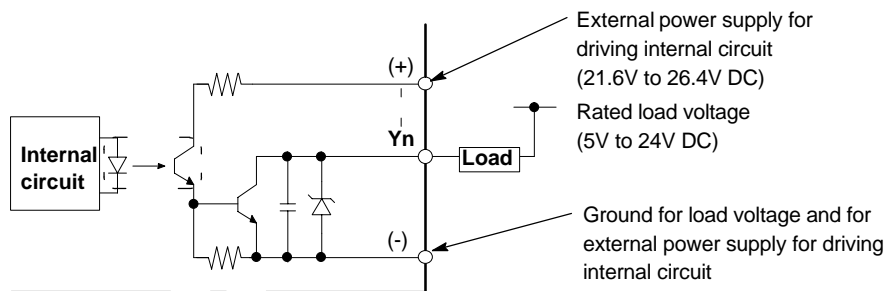 External power supply for
driving internal circuit
(21.6V to 26.4V DC)
(+)
Rated load voltage
(5V to 24V DC)
Yn
Internal
circuit
Load
(-)
Ground for load voltage and for
external power supply for driving
internal circuit